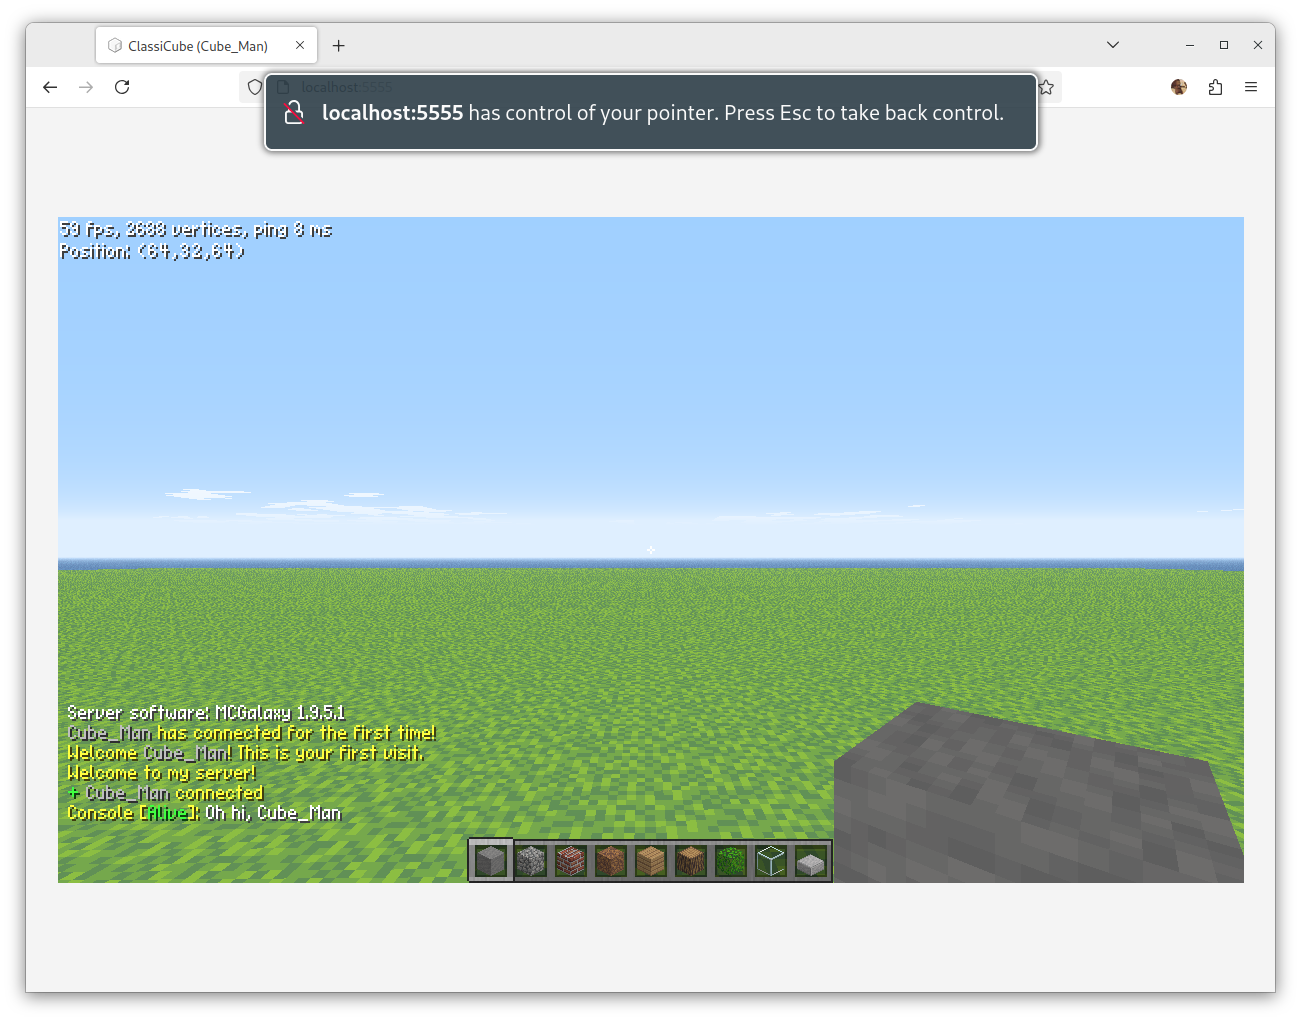 ClassiCube (Cube_Man)
localhost:5555
localhost:5555 has control of your pointer. Press Esc to take back control.
59 fps, 2688 vertices, ping 8 ms
Position: (64,32,64)
Server software: MCGalaxy 1.9.5.1
Cube_Man has connected for the first time!
Welcome Cube_Man! This is your first visit.
Welcome to my server!
+ Cube_Man connected
Console [Alive]: Oh hi, Cube_Man